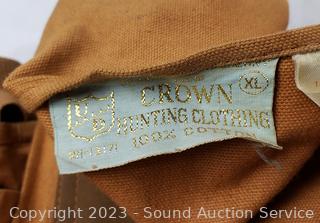 CROWN
XL
HUNTING CLOTHING
100% COTTON
Copyright 2023 - Sound Auction Service